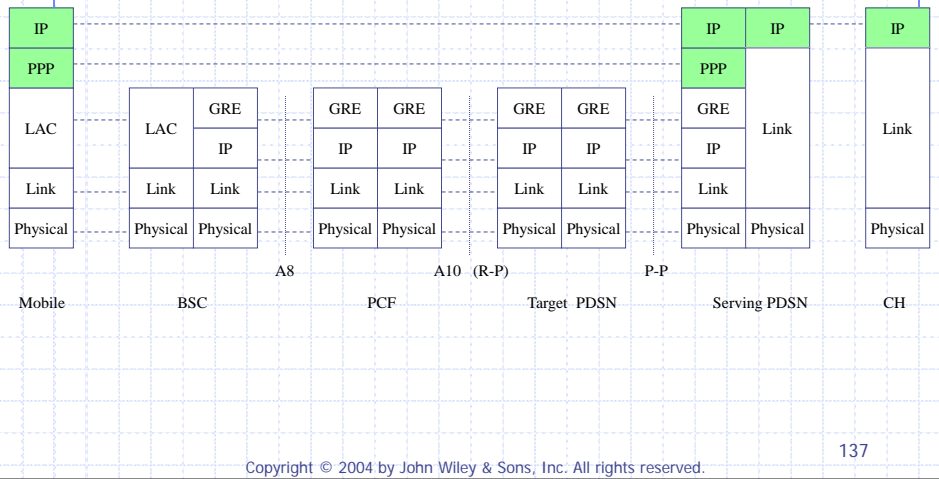 IP IP IP IP
PPP PPP
LAC LAC GRE GRE GRE GRE GRE GRE Link Link
IP IP IP IP IP IP
Link Link Link Link Link Link Link Link
Physical Physical Physical Physical Physical Physical Physical Physical Physical Physical
A8 A10 (R-P) P-P
Mobile BSC PCF Target PDSN Serving PDSN CH
137
Copyright © 2004 by John Wiley & Sons, Inc. All rights reserved.